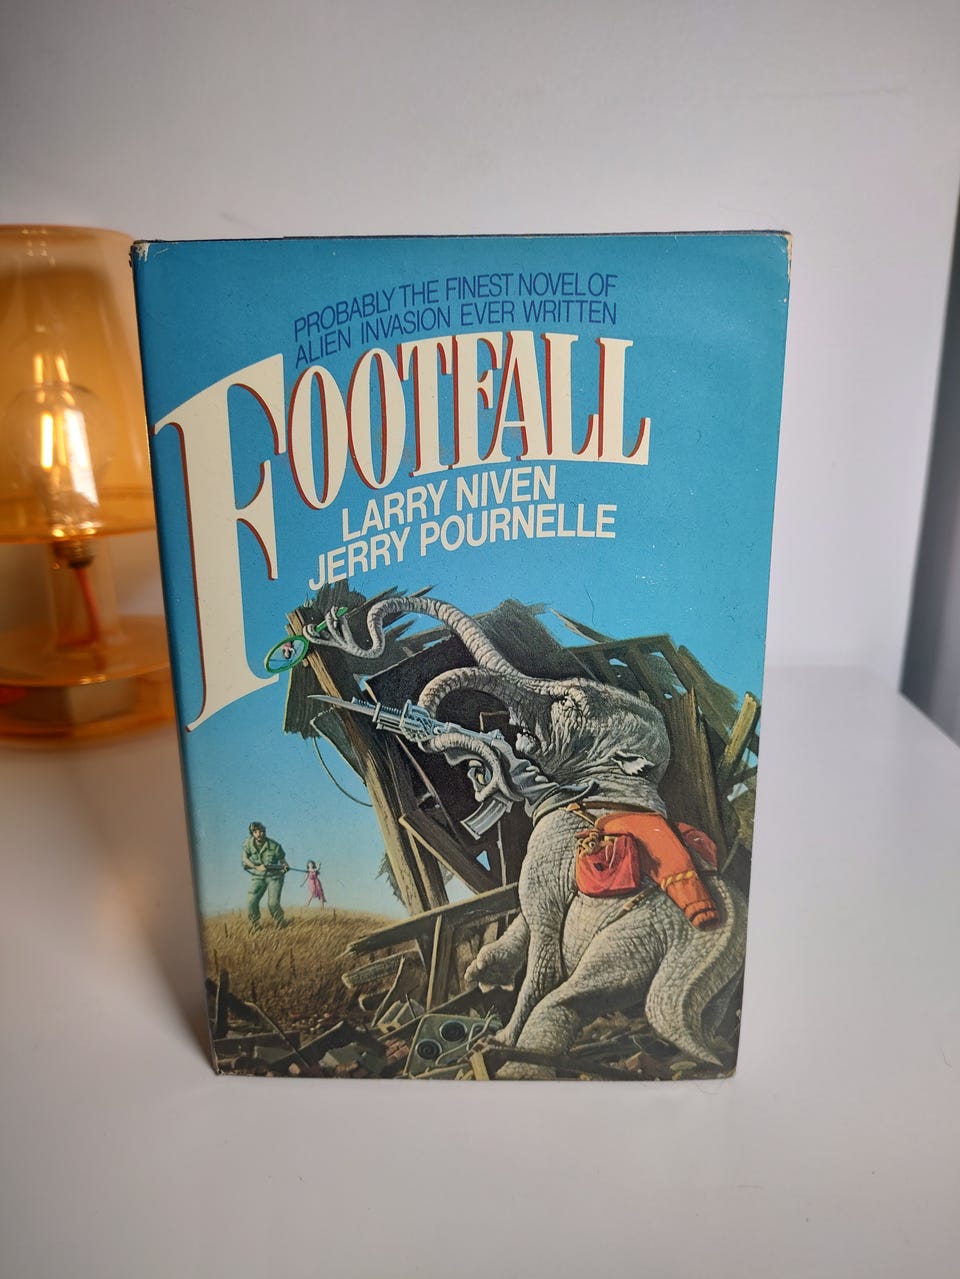 PROBABLY THE FINEST NOVEL OF
ALIEN INVASION EVER WRITTEN
FOOTFALL
LARRY NIVEN
JERRY POURNELLE